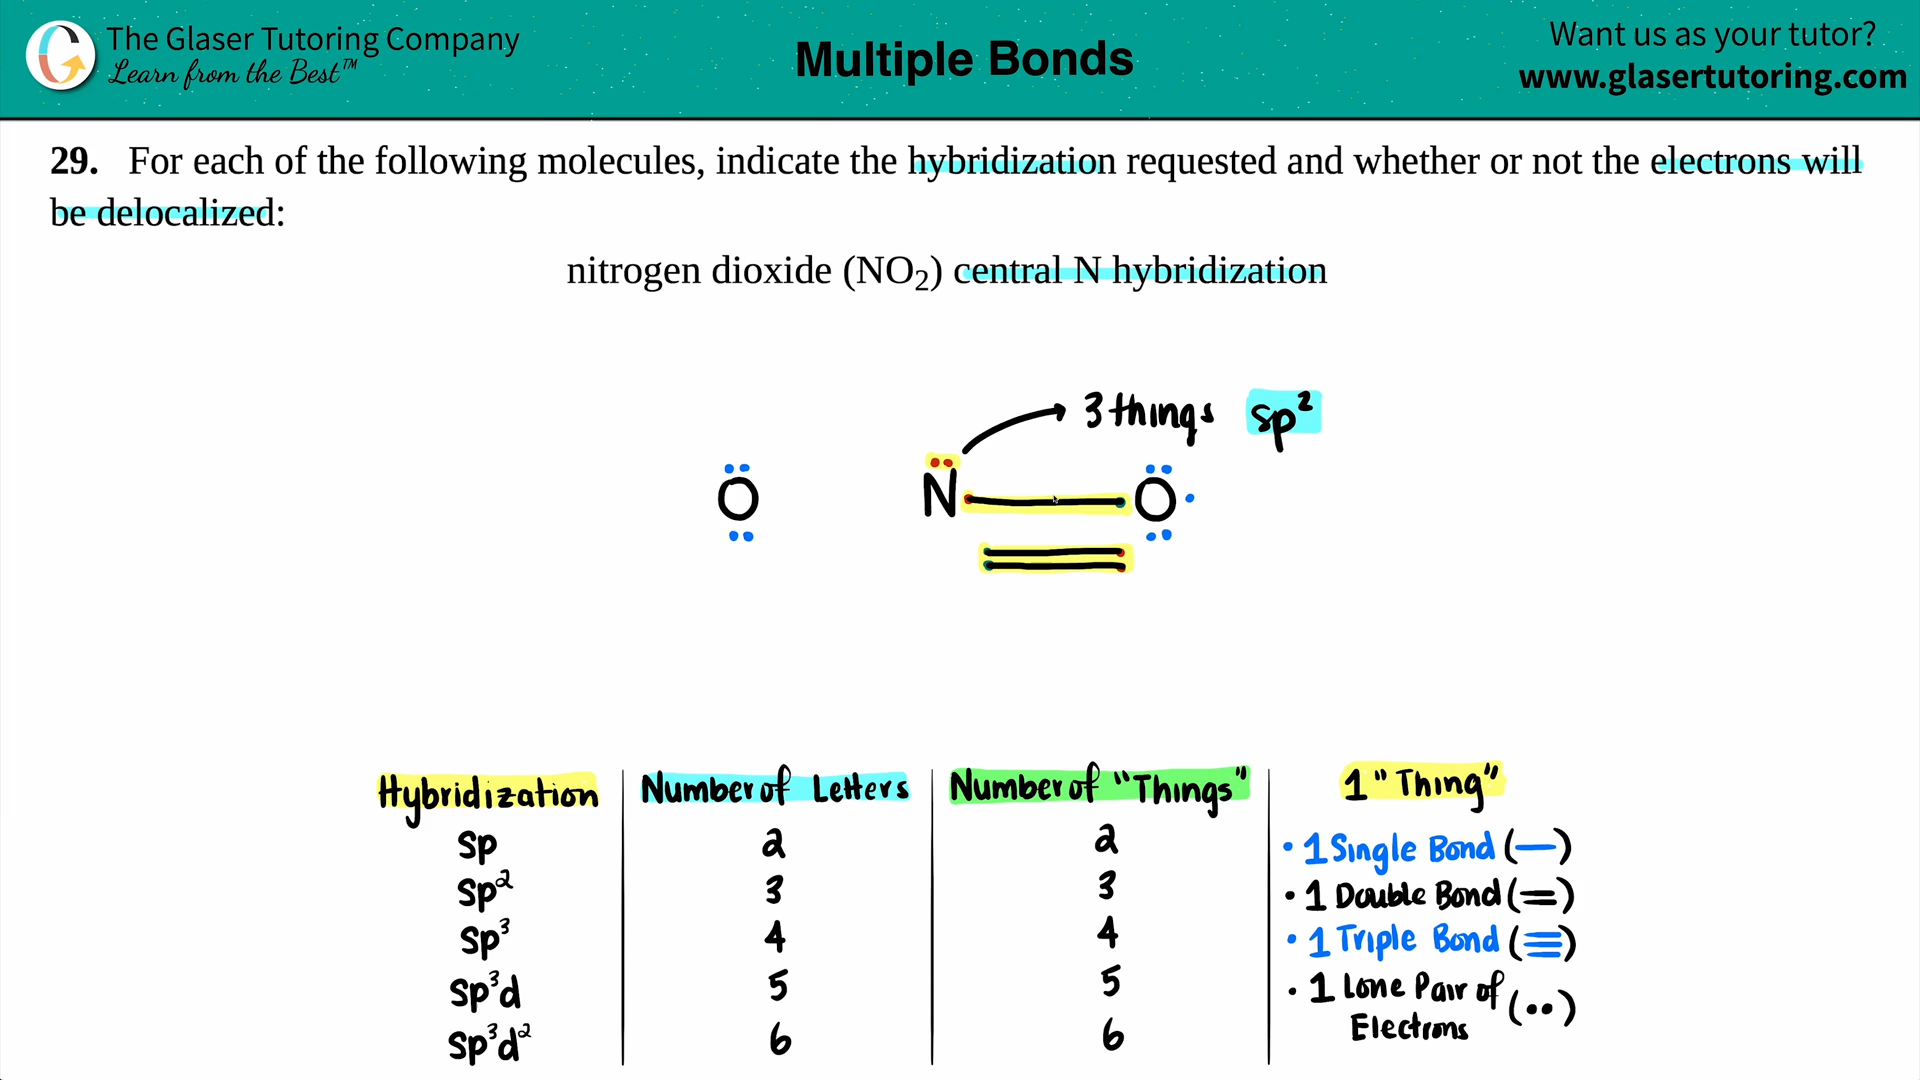 The Glaser Tutoring Company
Learn from the Best™
Multiple Bonds
Want us as your tutor?
www.glasertutoring.com
29. For each of the following molecules, indicate the hybridization requested and whether or not the electrons will
be delocalized:
nitrogen dioxide (NO₂) central N hybridization
3 things sp²
O N O
Hybridization Number of Letters Number of "Things" 1 "Thing"
sp 2 2 • 1 Single Bond (—)
sp² 3 3 • 1 Double Bond (=)
sp³ 4 4 • 1 Triple Bond (≡)
sp³d 5 5 • 1 Lone Pair of
Electrons (••)
sp³d² 6 6